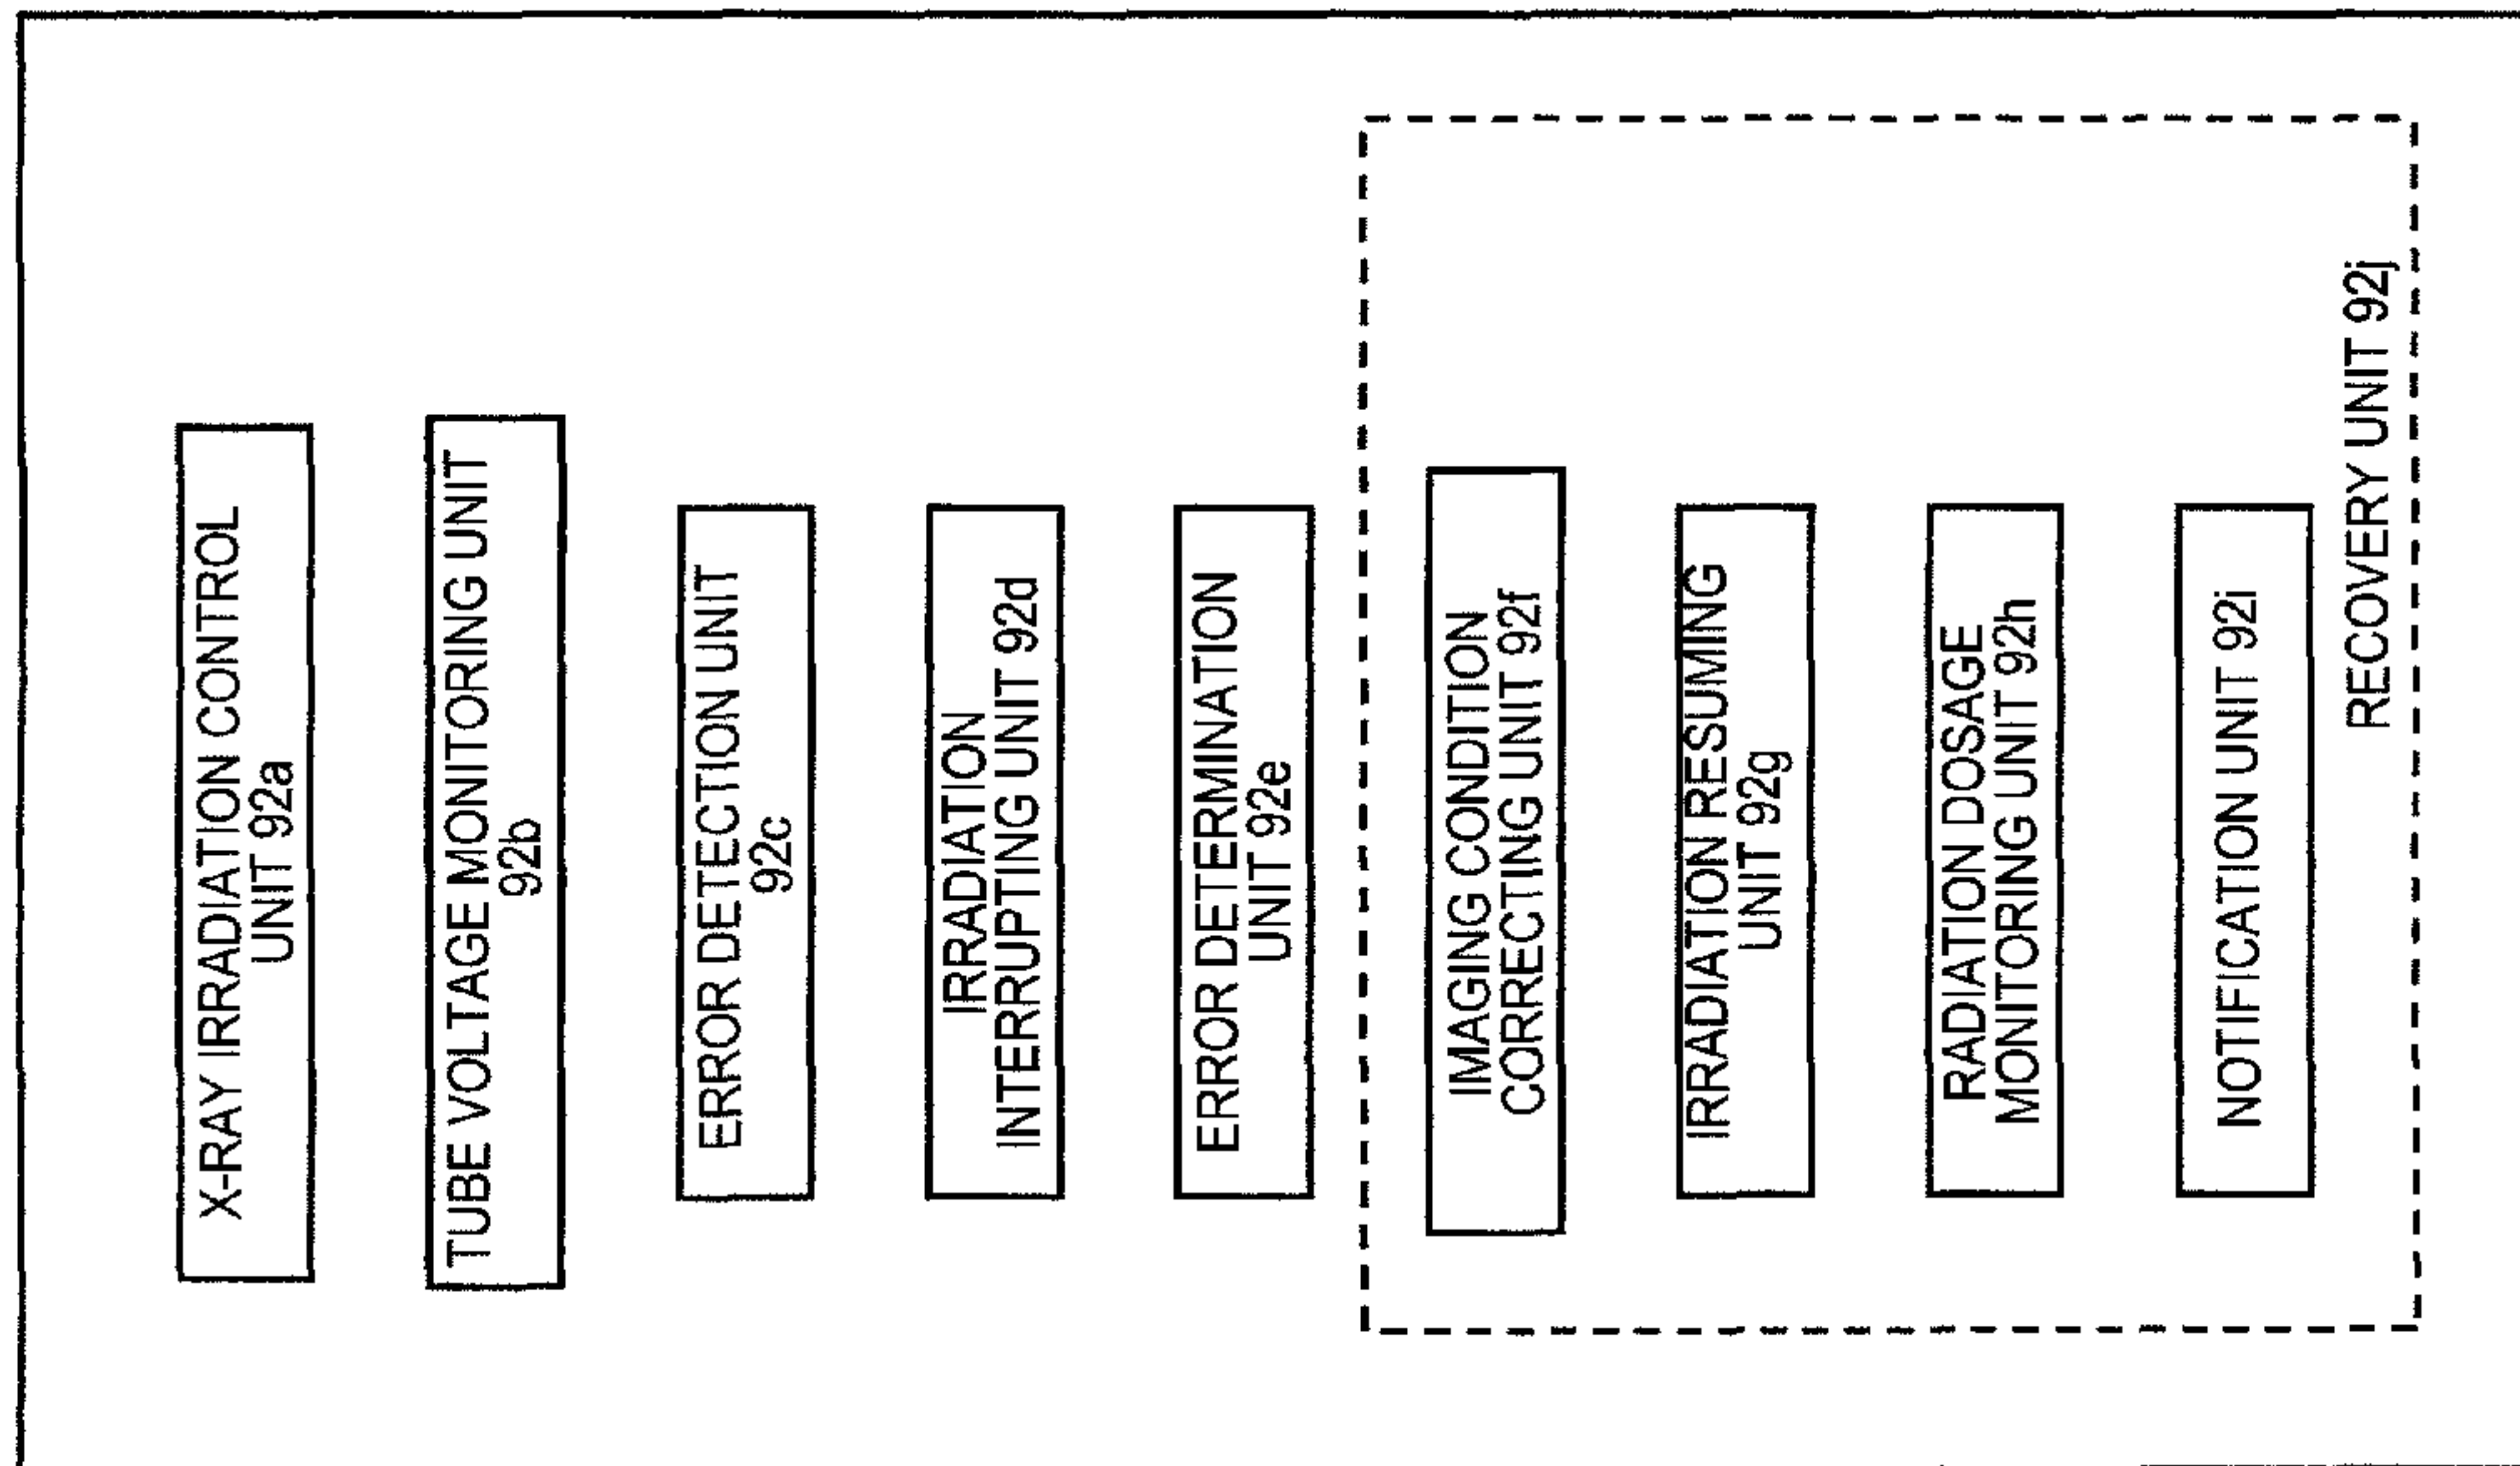 X-RAY IRRADIATION CONTROL
UNIT 92a
TUBE VOLTAGE MONITORING UNIT
92b
ERROR DETECTION UNIT
92c
IRRADIATION
INTERRUPTING UNIT 92d
ERROR DETERMINATION
UNIT 92e
IMAGING CONDITION
CORRECTING UNIT 92f
IRRADIATION RESUMING
UNIT 92g
RADIATION DOSAGE
MONITORING UNIT 92h
NOTIFICATION UNIT 92i
RECOVERY UNIT 92j